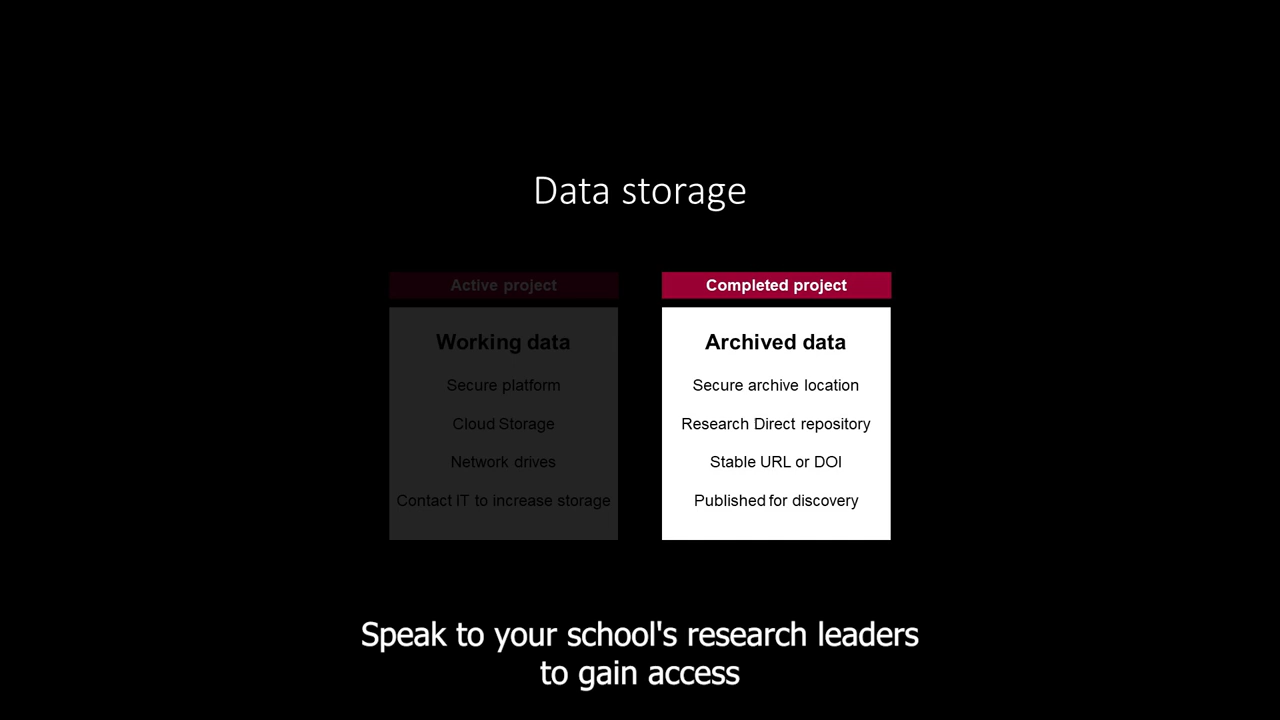 Data storage
Active project
Working data
Secure platform
Cloud Storage
Network drives
Contact IT to increase storage
Completed project
Archived data
Secure archive location
Research Direct repository
Stable URL or DOI
Published for discovery
Speak to your school's research leaders
to gain access